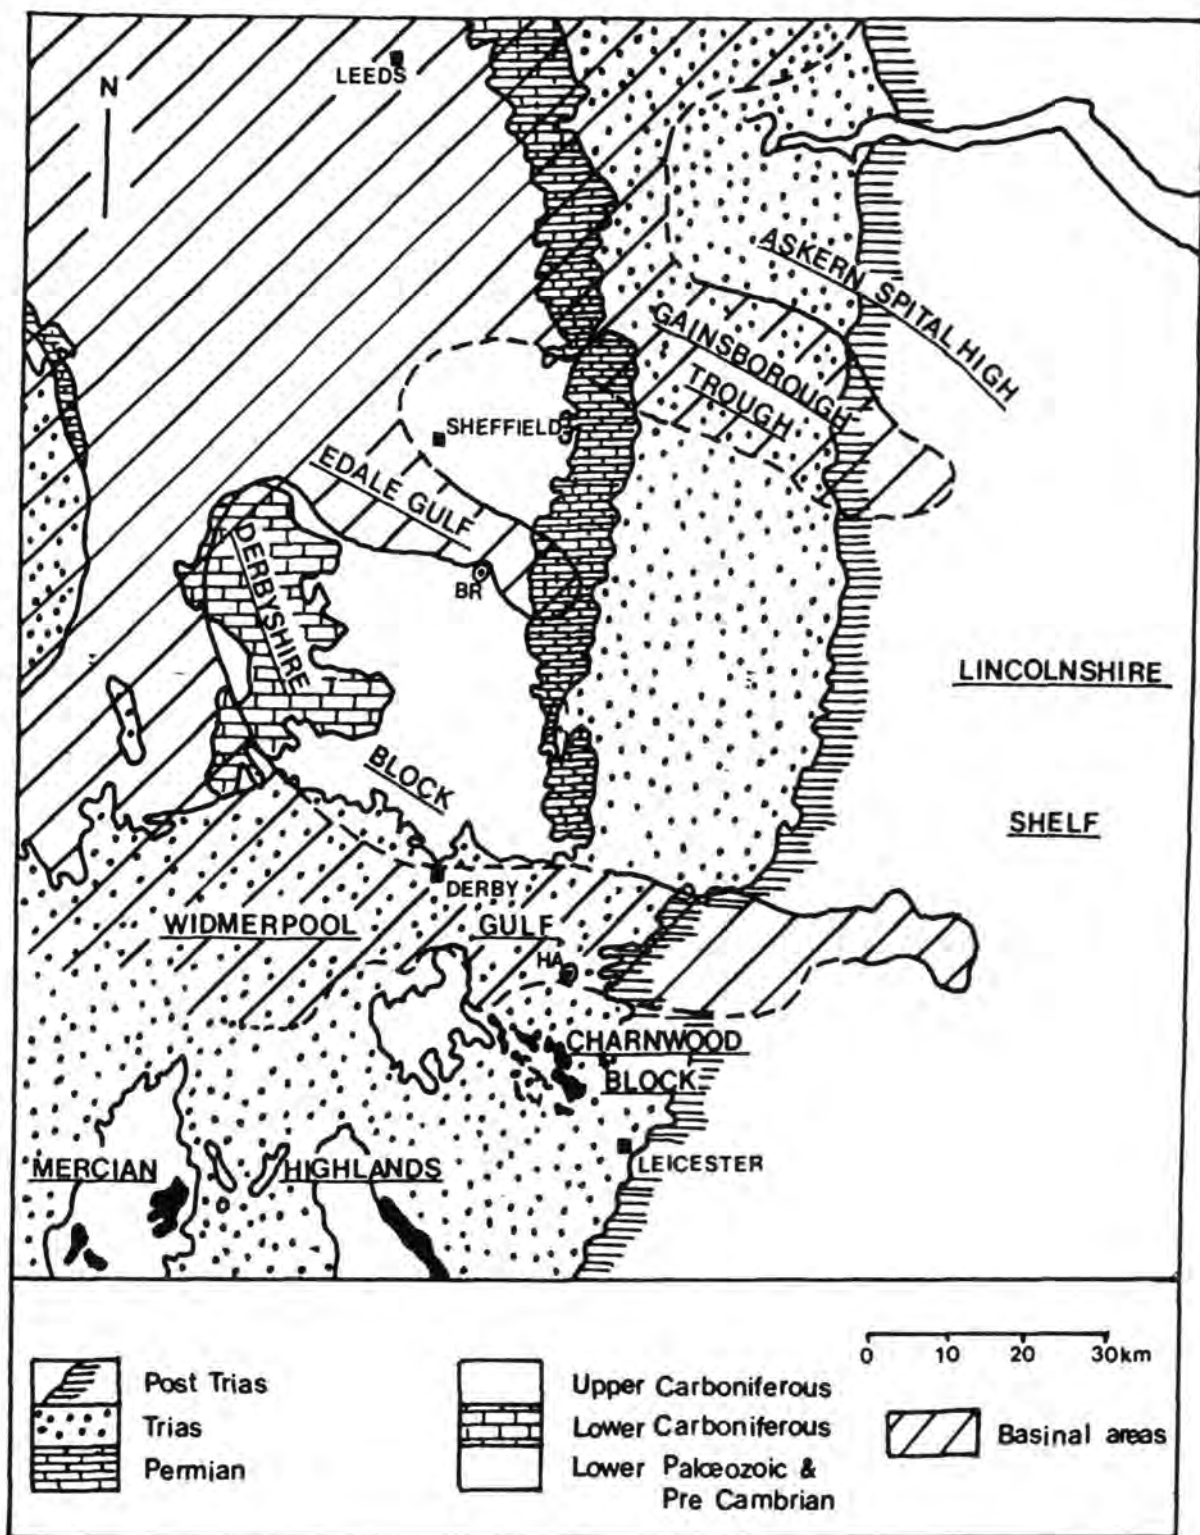 LEEDS
N
ASKERN SPITAL HIGH
GAINSBOROUGH
TROUGH
SHEFFIELD
EDALE GULF
DERBYSHIRE
BR
LINCOLNSHIRE
BLOCK
SHELF
DERBY
WIDMERPOOL
GULF
HA
CHARNWOOD
BLOCK
MERCIAN
HIGHLANDS
LEICESTER
0 10 20 30km
Post Trias
Trias
Permian
Upper Carboniferous
Lower Carboniferous
Lower Palœozoic &
Pre Cambrian
Basinal areas